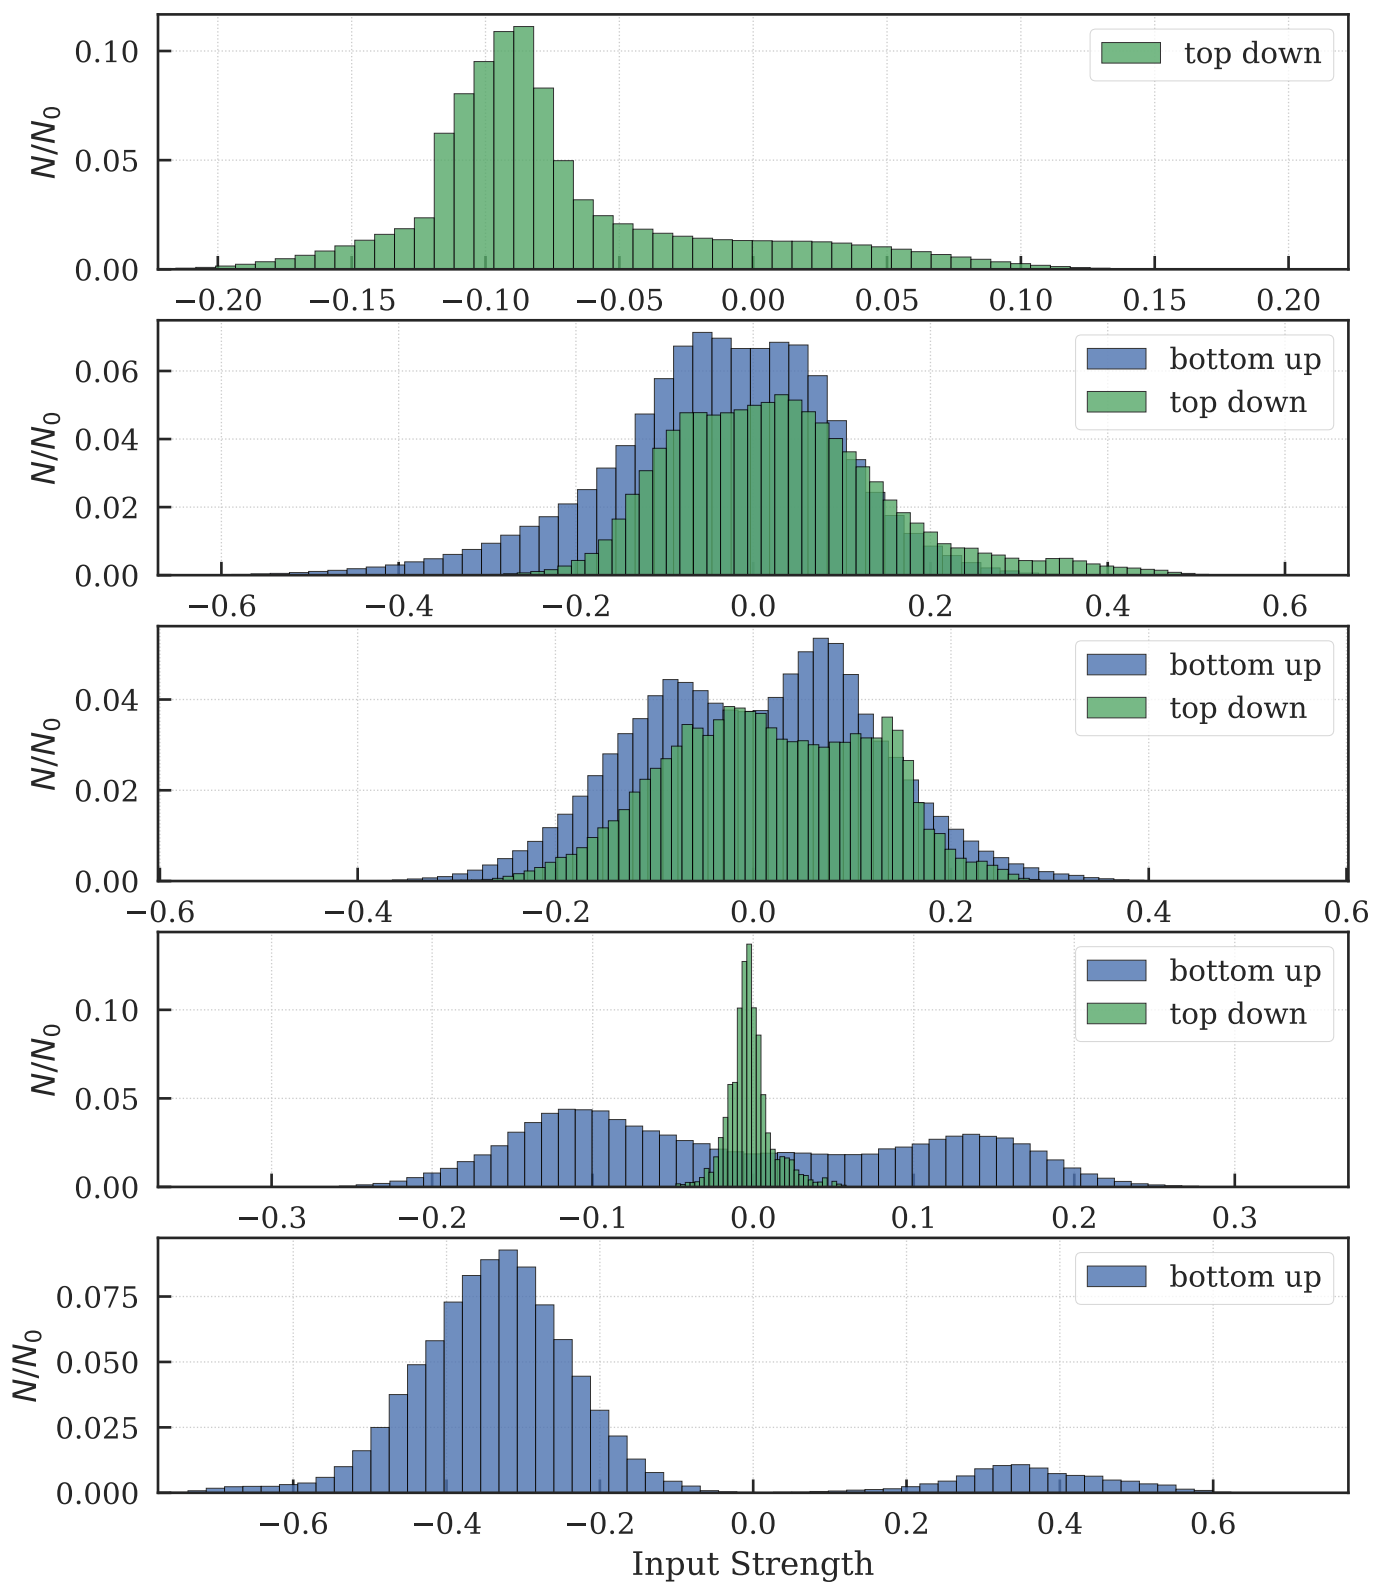 top down
N/N0
0.10
0.05
0.00
−0.20 −0.15 −0.10 −0.05 0.00 0.05 0.10 0.15 0.20
bottom up
top down
N/N0
0.06
0.04
0.02
0.00
−0.6 −0.4 −0.2 0.0 0.2 0.4 0.6
bottom up
top down
N/N0
0.04
0.02
0.00
−0.6 −0.4 −0.2 0.0 0.2 0.4 0.6
bottom up
top down
N/N0
0.10
0.05
0.00
−0.3 −0.2 −0.1 0.0 0.1 0.2 0.3
bottom up
N/N0
0.075
0.050
0.025
0.000
−0.6 −0.4 −0.2 0.0 0.2 0.4 0.6
Input Strength